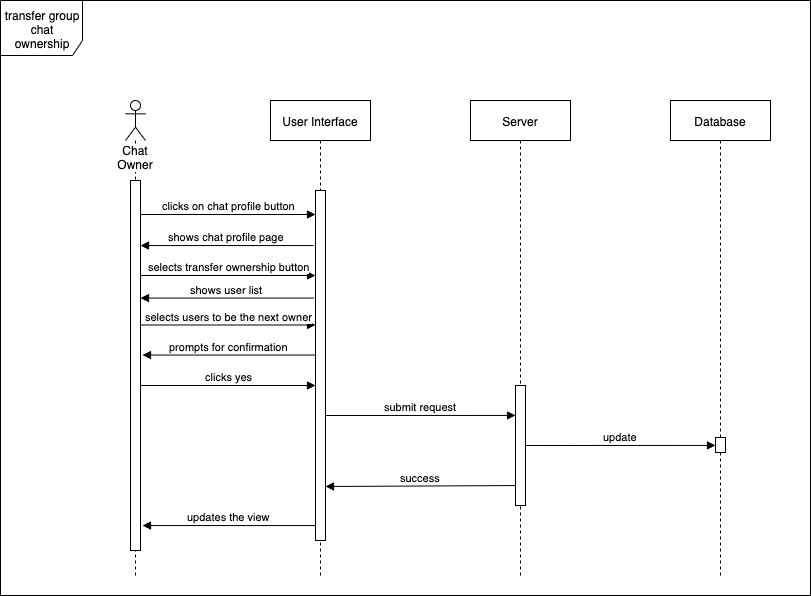 transfer group
chat
ownership
User Interface
Server
Database
Chat
Owner
clicks on chat profile button
shows chat profile page
selects transfer ownership button
shows user list
selects users to be the next owner
prompts for confirmation
clicks yes
submit request
update
success
updates the view